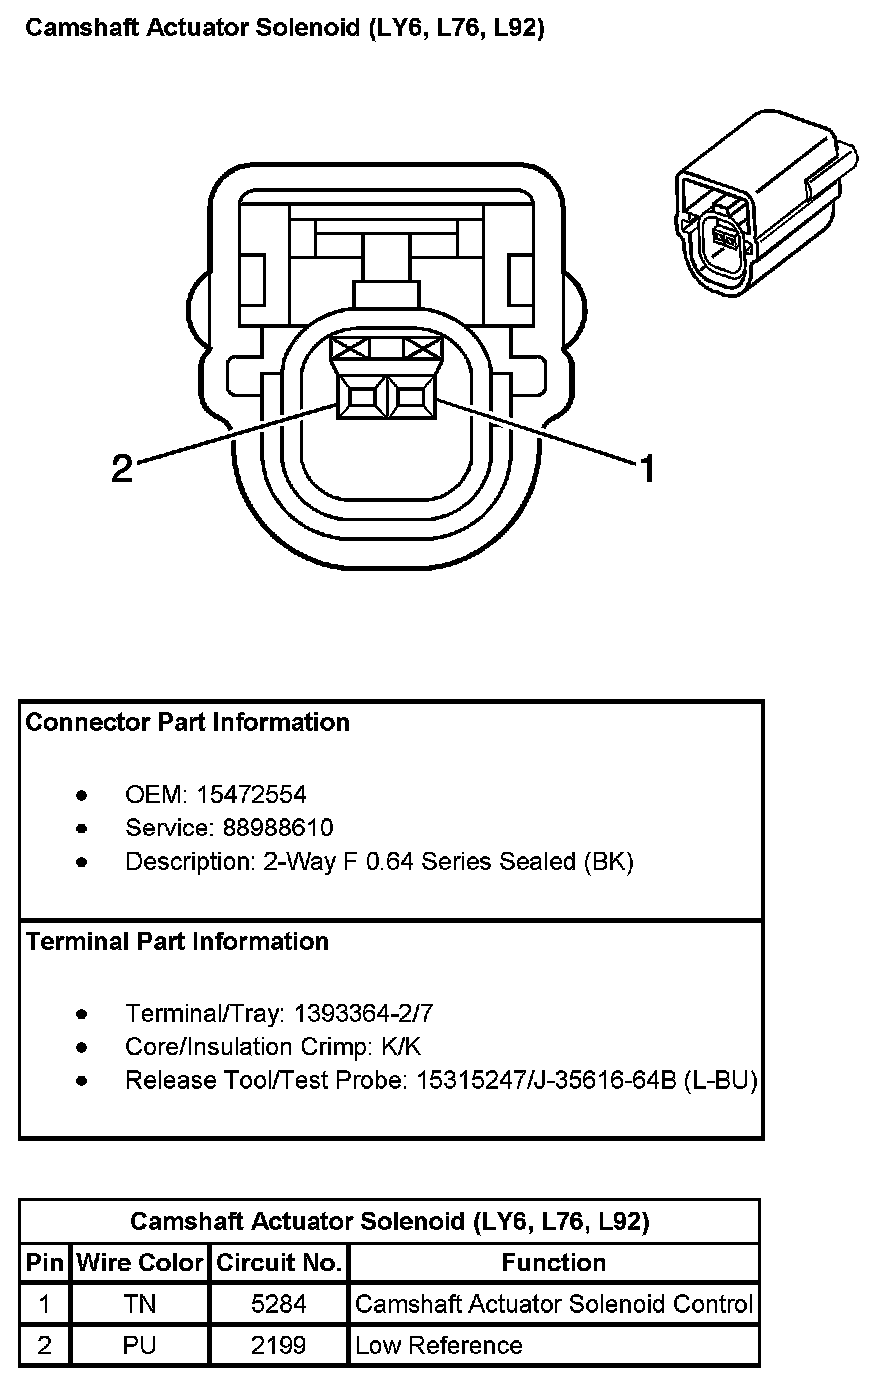 Camshaft Actuator Solenoid (LY6, L76, L92)
2
1
Connector Part Information
• OEM: 15472554
• Service: 88988610
• Description: 2-Way F 0.64 Series Sealed (BK)
Terminal Part Information
• Terminal/Tray: 1393364-2/7
• Core/Insulation Crimp: K/K
• Release Tool/Test Probe: 15315247/J-35616-64B (L-BU)
Camshaft Actuator Solenoid (LY6, L76, L92)
Pin Wire Color Circuit No. Function
1 TN 5284 Camshaft Actuator Solenoid Control
2 PU 2199 Low Reference